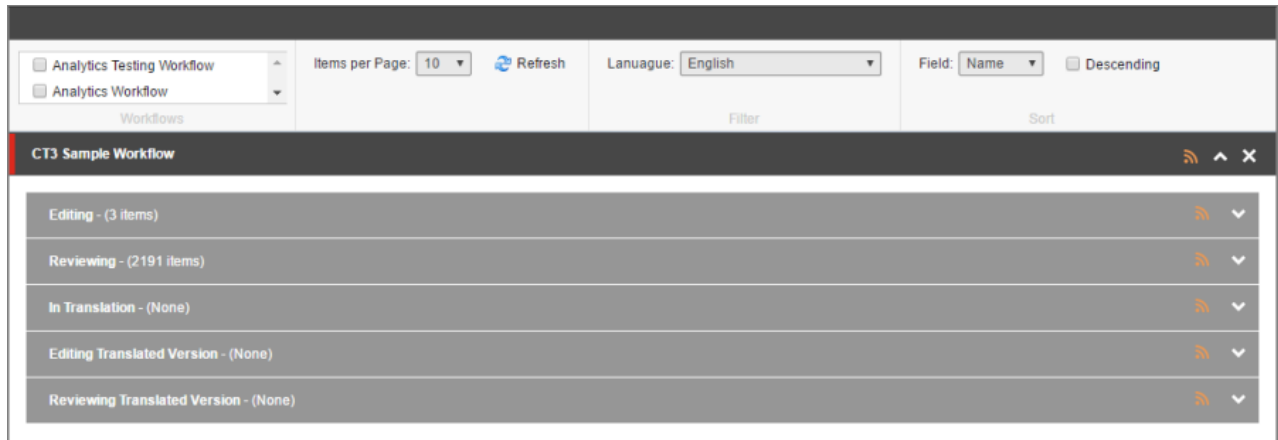 Analytics Testing Workflow
Analytics Workflow
Workflows
Items per Page: 10 Refresh
Lanuague: English
Filter
Field: Name Descending
Sort
CT3 Sample Workflow
Editing - (3 items)
Reviewing - (2191 items)
In Translation - (None)
Editing Translated Version - (None)
Reviewing Translated Version - (None)